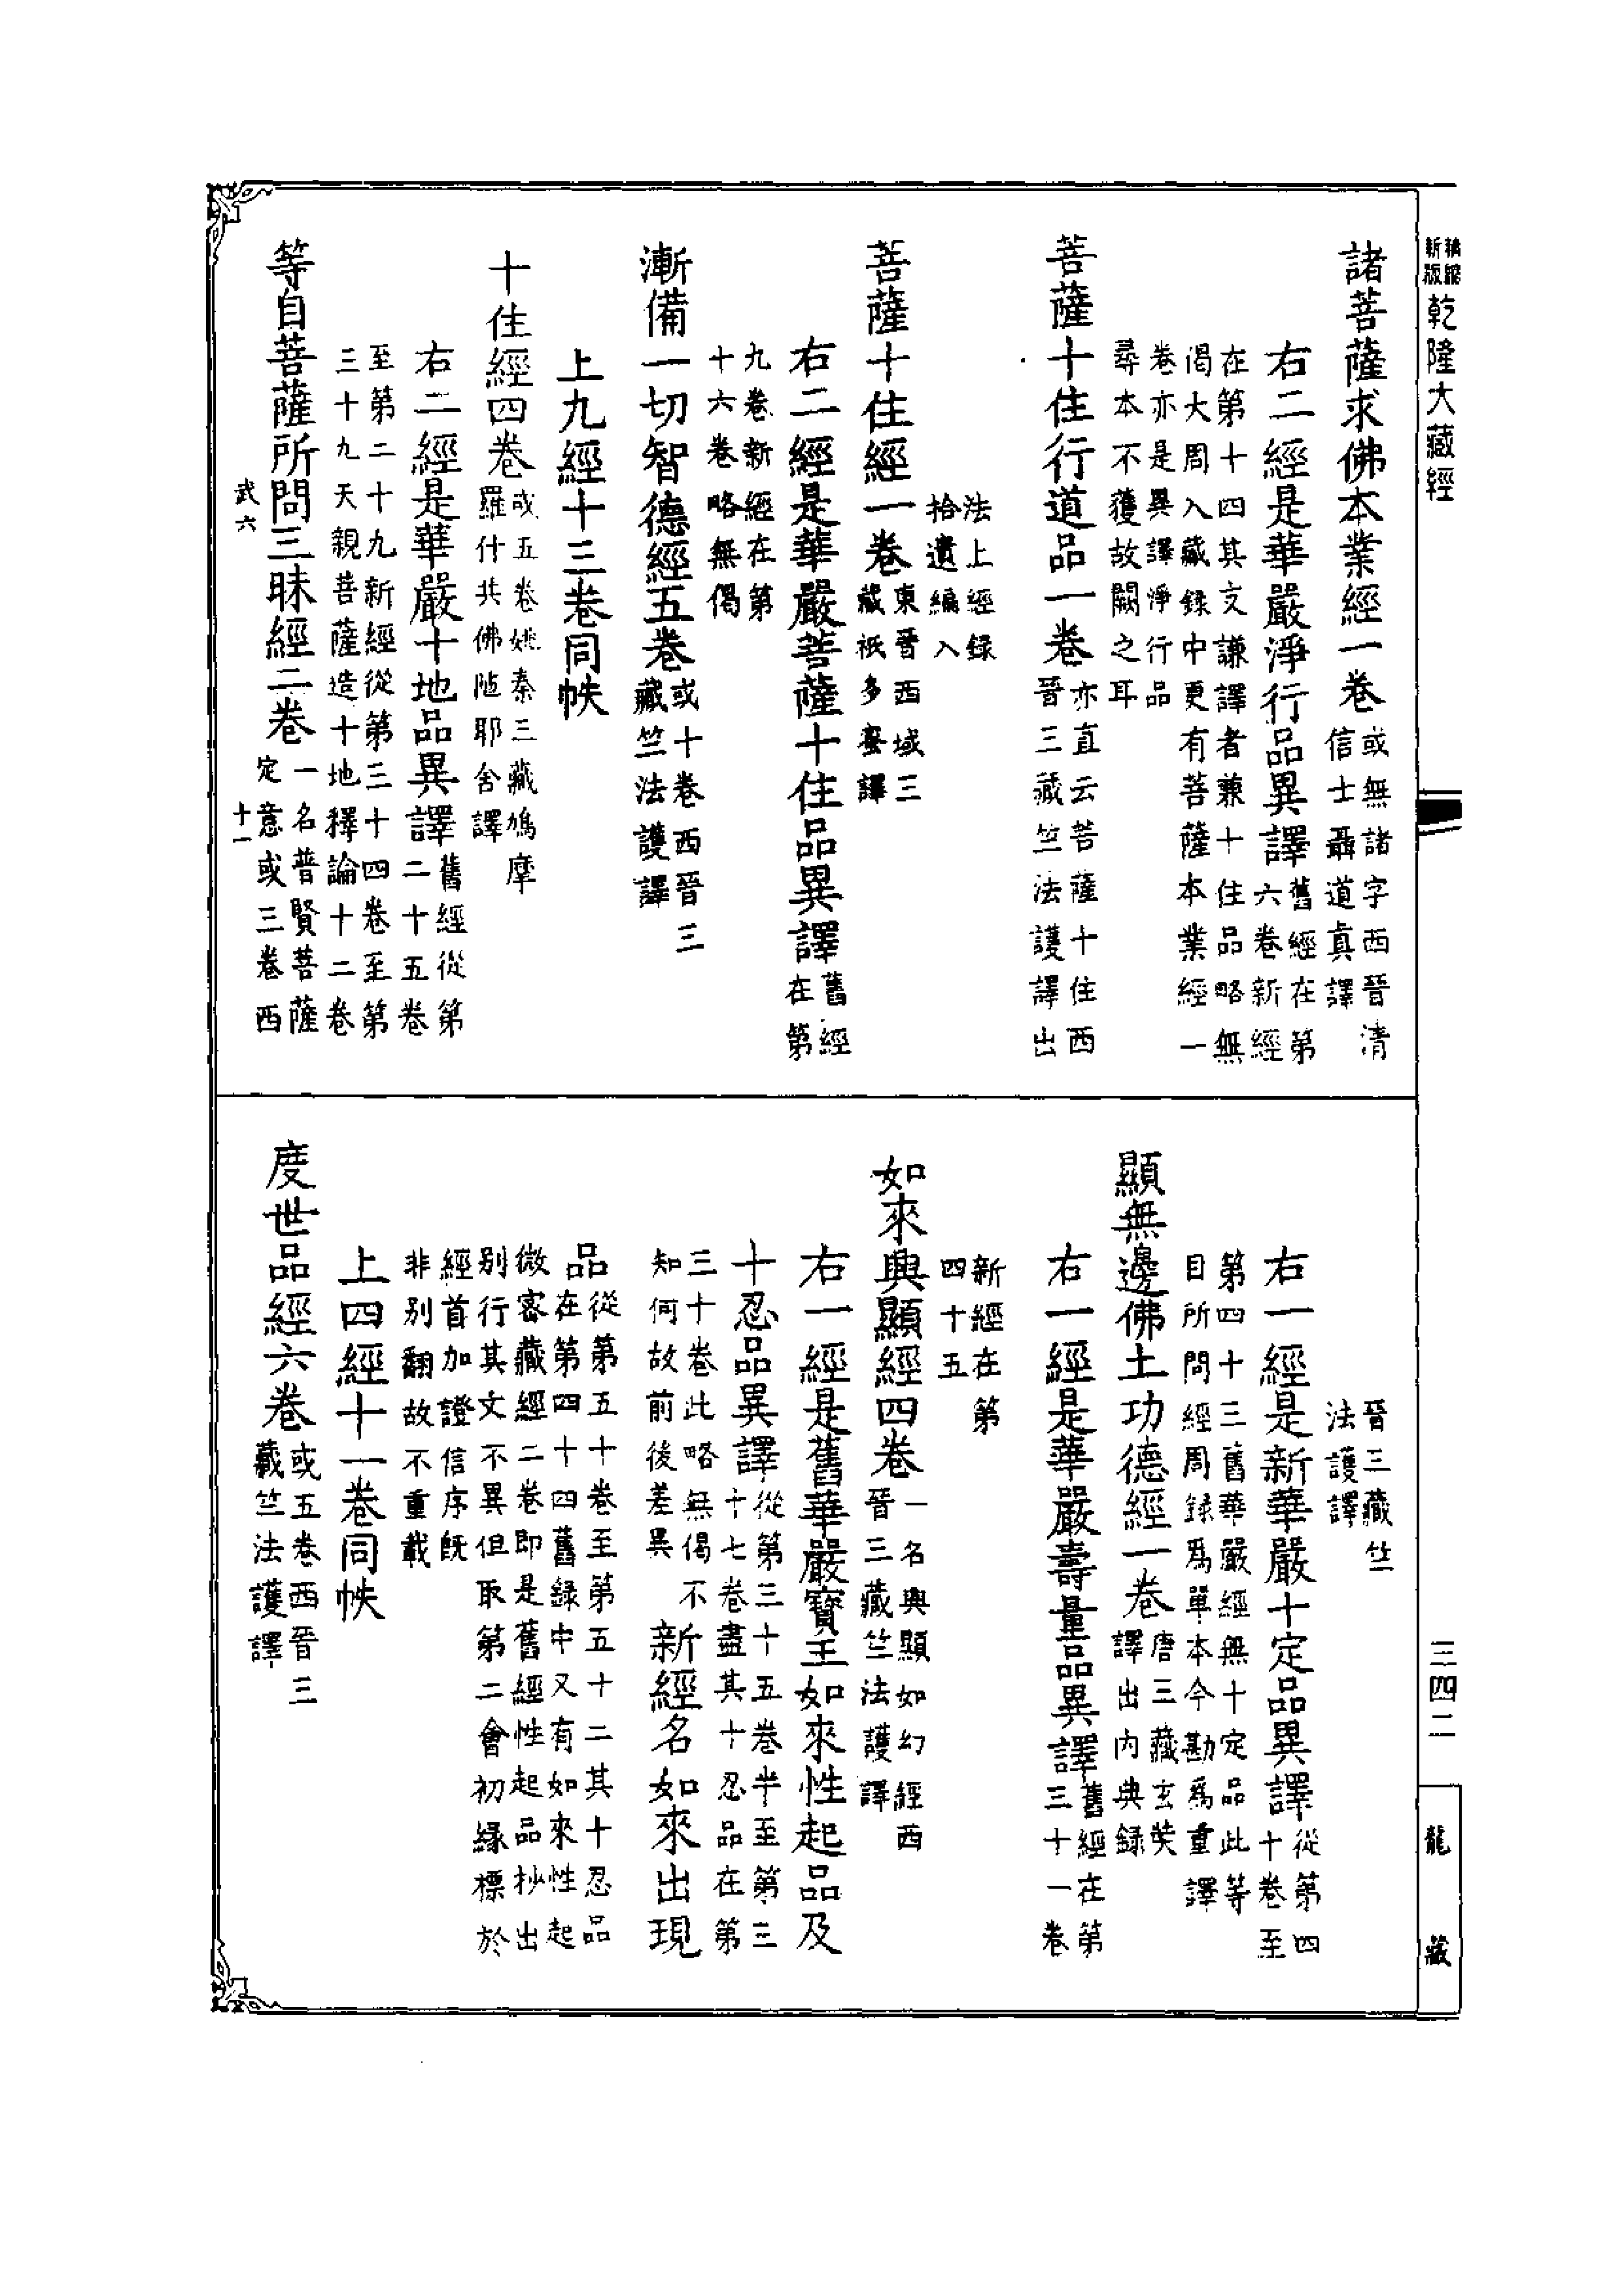 新版
精縮
乾隆大藏經
三四二
龍藏
諸菩薩求佛本業經一卷
或無諸字西晉清
信士聶道真譯
右二經是華嚴淨行品異譯
舊經在第
六卷新經
在第十四其支謙譯者兼十住品略無
偈大周入藏錄中更有菩薩本業經一
卷亦是異譯淨行品
尋本不獲故闕之耳
菩薩十住行道品一卷
亦直云菩薩十住西
晉三藏竺法護譯出
法上經録
拾遺編入
菩薩十住經一卷
東晉西域三
藏祇多蜜譯
右二經是華嚴菩薩十住品異譯
舊經
在第
九卷新經在第
十六卷略無偈
漸備一切智德經五卷
或十卷西晉三
藏竺法護譯
上九經十三卷同帙
十住經四卷
或五卷姚秦三藏鳩摩
羅什共佛陁耶舍譯
右二經是華嚴十地品異譯
舊經從第
二十五卷
至第二十九新經從第三十四卷至第
三十九天親菩薩造十地釋論十二卷
等目菩薩所問三昧經二卷
一名普賢菩薩
定意或三卷西
武六
十一
晉三藏竺
法護譯
右一經是新華嚴十定品異譯
從第四
十卷至
第四十三舊華嚴經無十定品此等
目所問經周録爲單本今勘爲重譯
顯無邊佛土功德經一卷
唐三藏玄奘
譯出內典録
右一經是華嚴壽量品異譯
舊經在第
三十一卷
新經在第
四十五
如來興顯經四卷
一名興顯如幻經西
晉三藏竺法護譯
右一經是舊華嚴寶王如來性起品及
十忍品異譯
從第三十五卷半至第三
十七卷盡其十忍品在第
三十卷此略無偈不
知何故前後差異
新經名如來出現
品
從第五十卷至第五十二其十忍品
在第四十四舊録中又有如來性起
微密藏經二卷即是舊經性起品抄出
別行其文不異但取第二會初緣標於
經首加證信序既
非別翻故不重載
上四經十一卷同帙
度世品經六卷
或五卷西晉三
藏竺法護譯